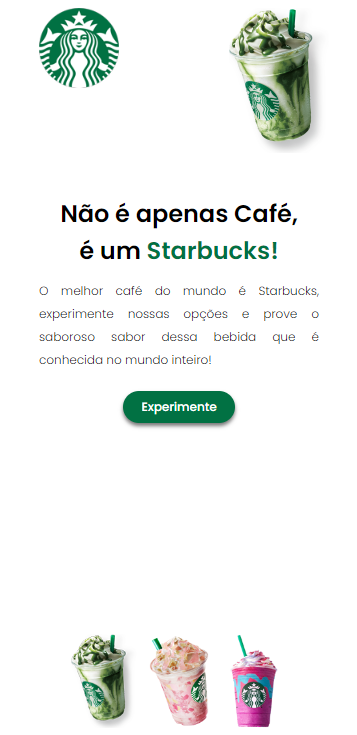 Não é apenas Café,
é um Starbucks!
O melhor café do mundo é Starbucks,
experimente nossas opções e prove o
saboroso sabor dessa bebida que é
conhecida no mundo inteiro!
Experimente